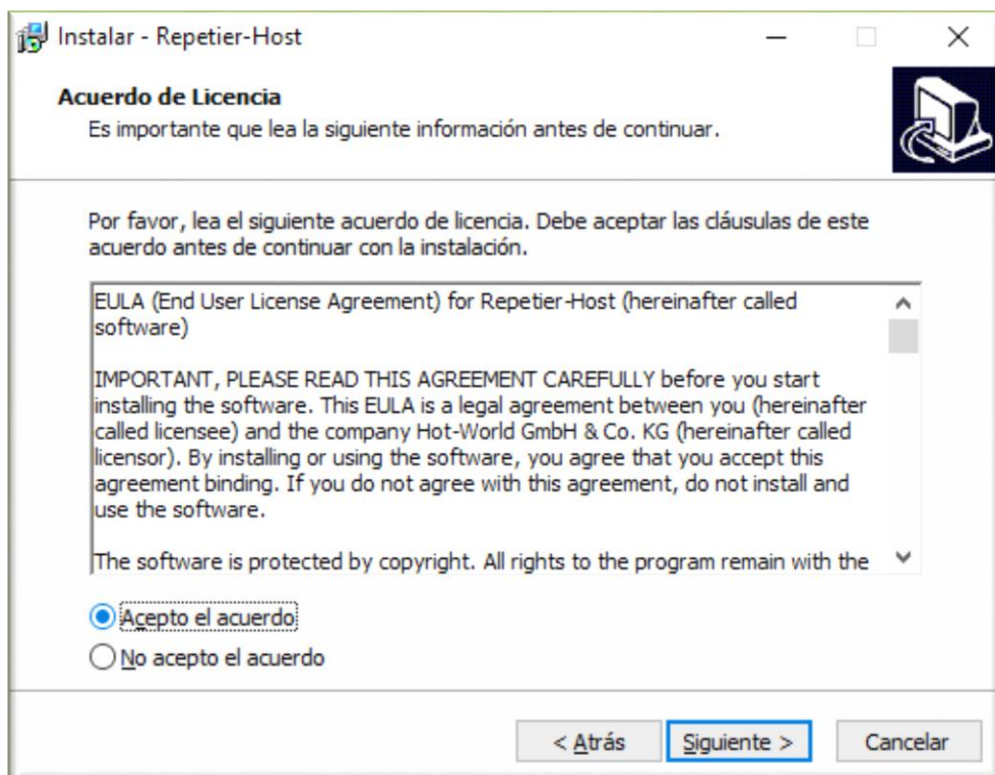 Instalar - Repetier-Host
Acuerdo de Licencia
Es importante que lea la siguiente información antes de continuar.
Por favor, lea el siguiente acuerdo de licencia. Debe aceptar las cláusulas de este
acuerdo antes de continuar con la instalación.
EULA (End User License Agreement) for Repetier-Host (hereinafter called
software)
IMPORTANT, PLEASE READ THIS AGREEMENT CAREFULLY before you start
installing the software. This EULA is a legal agreement between you (hereinafter
called licensee) and the company Hot-World GmbH & Co. KG (hereinafter called
licensor). By installing or using the software, you agree that you accept this
agreement binding. If you do not agree with this agreement, do not install and
use the software.
The software is protected by copyright. All rights to the program remain with the
Acepto el acuerdo
No acepto el acuerdo
< Atrás Siguiente > Cancelar